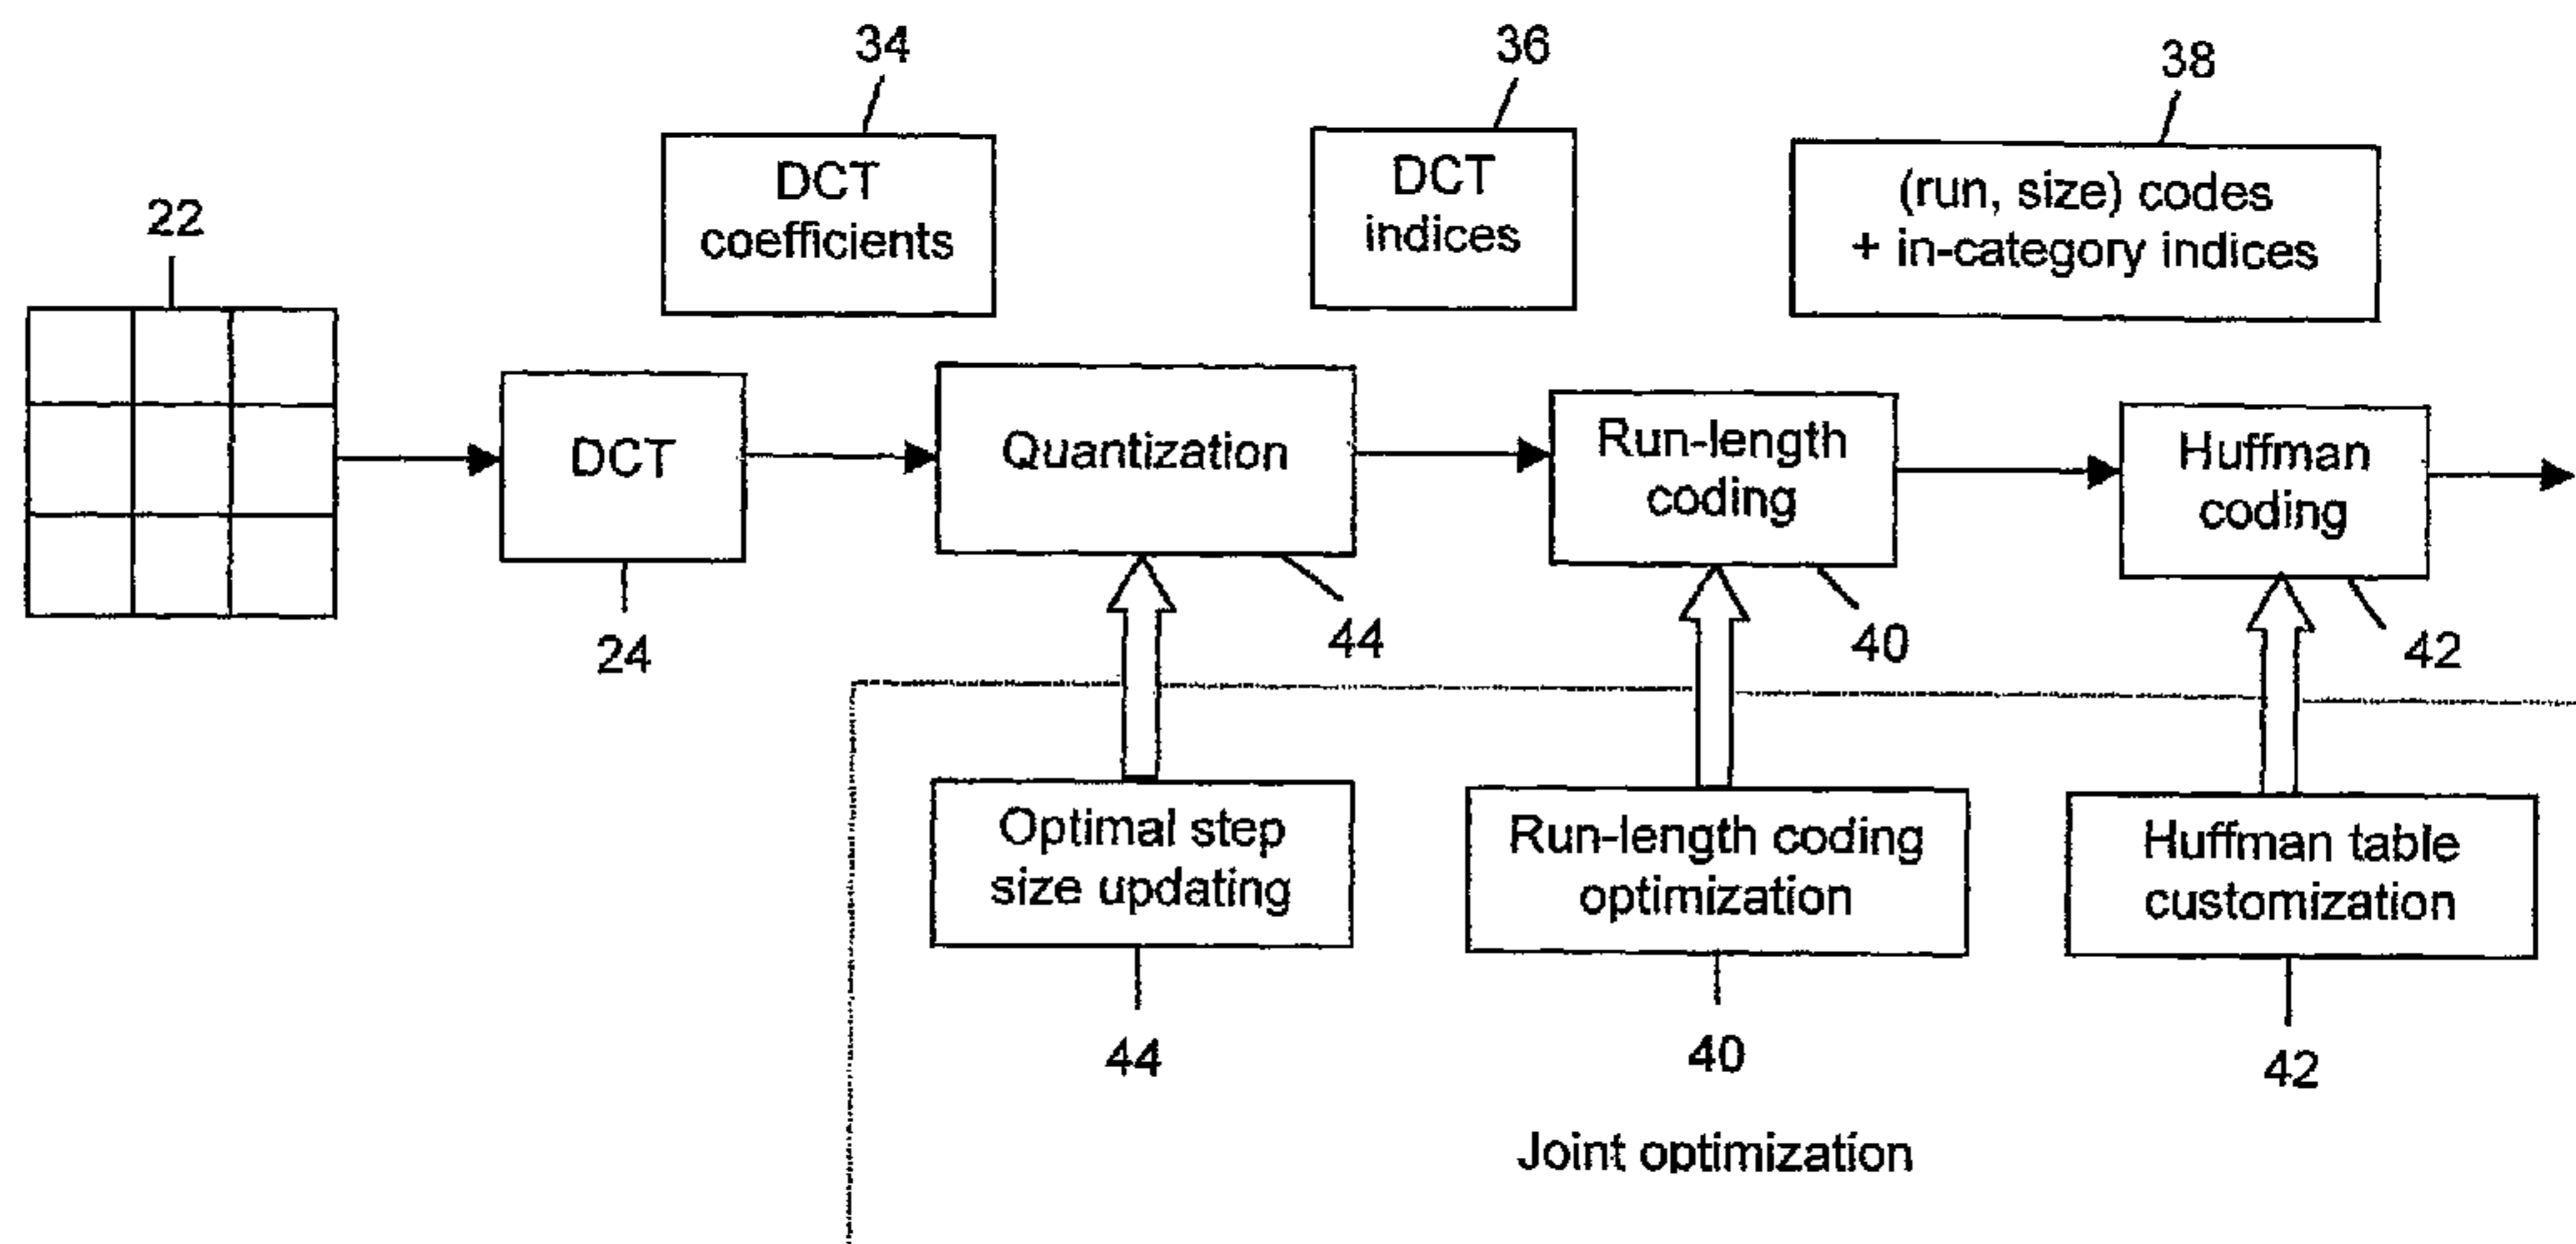 34
36
38
22
DCT
coefficients
DCT
indices
(run, size) codes
+ in-category indices
DCT
Quantization
Run-length
coding
Huffman
coding
24
44
40
42
Optimal step
size updating
Run-length coding
optimization
Huffman table
customization
44
40
42
Joint optimization